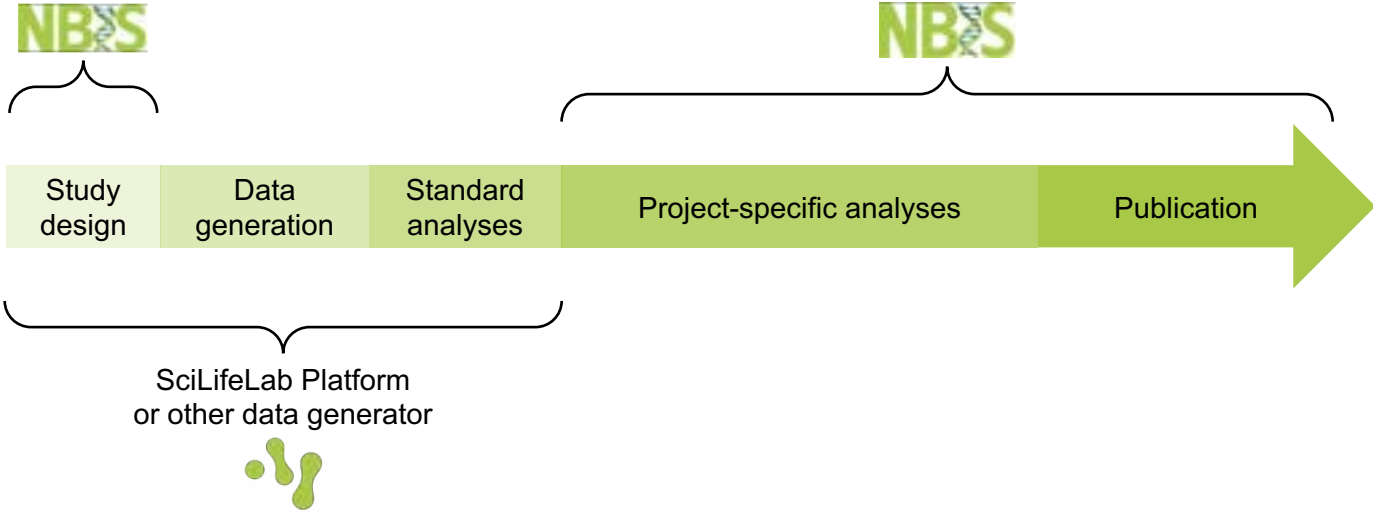 NBIS
NBIS
Study
design
Data
generation
Standard
analyses
Project-specific analyses
Publication
SciLifeLab Platform
or other data generator